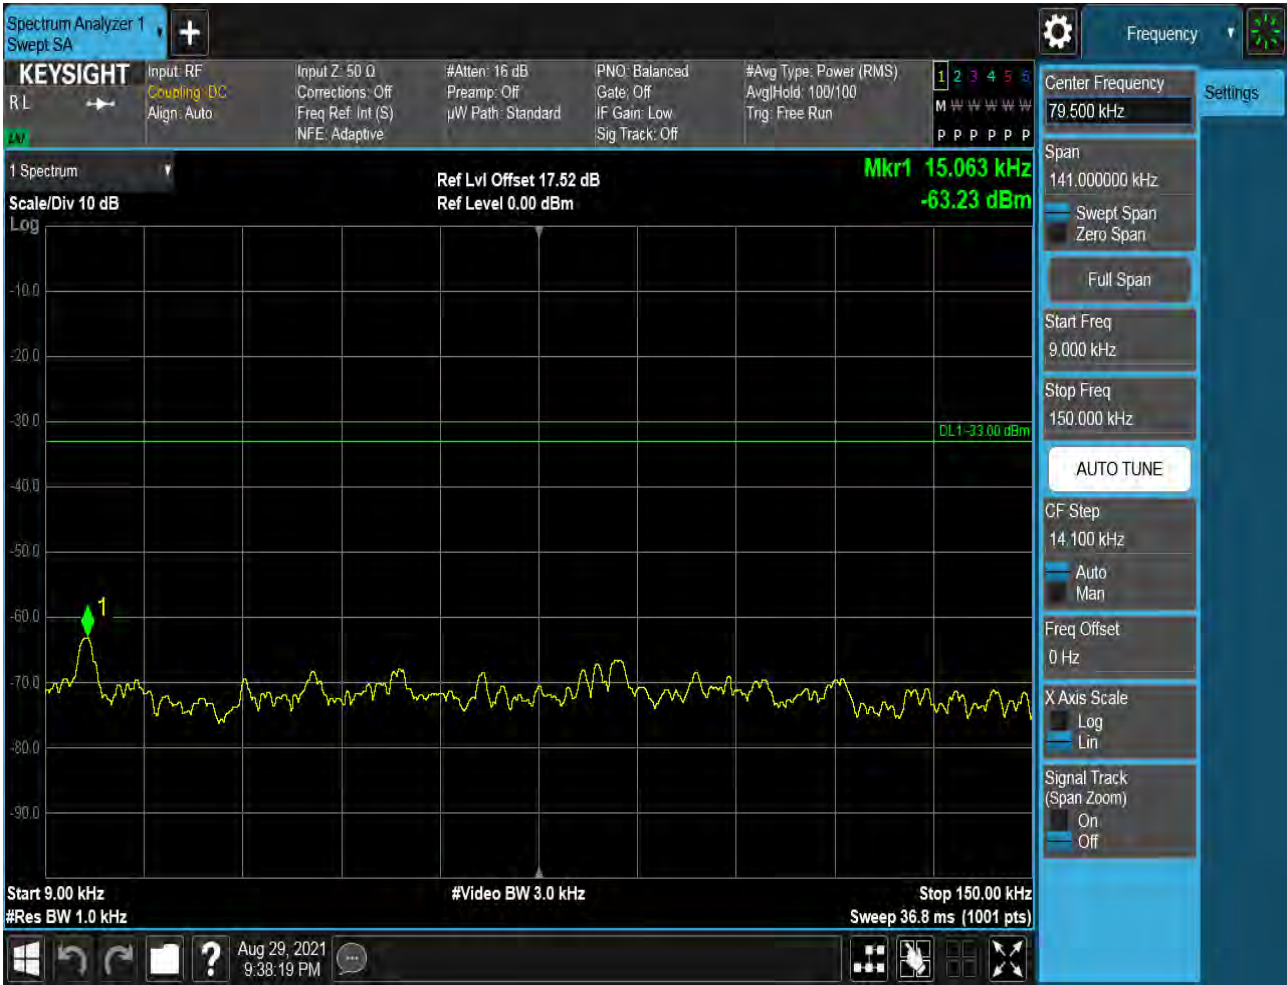 Spectrum Analyzer 1
Swept SA
+
Frequency
KEYSIGHT
R L
Input: RF
Coupling: DC
Align: Auto
Input Z: 50 Ω
Corrections: Off
Freq Ref: Int (S)
NFE: Adaptive
#Atten: 16 dB
Preamp: Off
µW Path: Standard
PNO: Balanced
Gate: Off
IF Gain: Low
Sig Track: Off
#Avg Type: Power (RMS)
Avg|Hold: 100/100
Trig: Free Run
1 2 3 4 5 6
M W W W W W
P P P P P P
LXI
1 Spectrum
Scale/Div 10 dB
Ref Lvl Offset 17.52 dB
Ref Level 0.00 dBm
Mkr1 15.063 kHz
-63.23 dBm
Log
-10.0
-20.0
-30.0
DL1 -33.00 dBm
-40.0
-50.0
-60.0
1
-70.0
-80.0
-90.0
Start 9.00 kHz
#Video BW 3.0 kHz
Stop 150.00 kHz
#Res BW 1.0 kHz
Sweep 36.8 ms (1001 pts)
Center Frequency
79.500 kHz
Settings
Span
141.000000 kHz
Swept Span
Zero Span
Full Span
Start Freq
9.000 kHz
Stop Freq
150.000 kHz
AUTO TUNE
CF Step
14.100 kHz
Auto
Man
Freq Offset
0 Hz
X Axis Scale
Log
Lin
Signal Track
(Span Zoom)
On
Off
?
Aug 29, 2021
9:38:19 PM